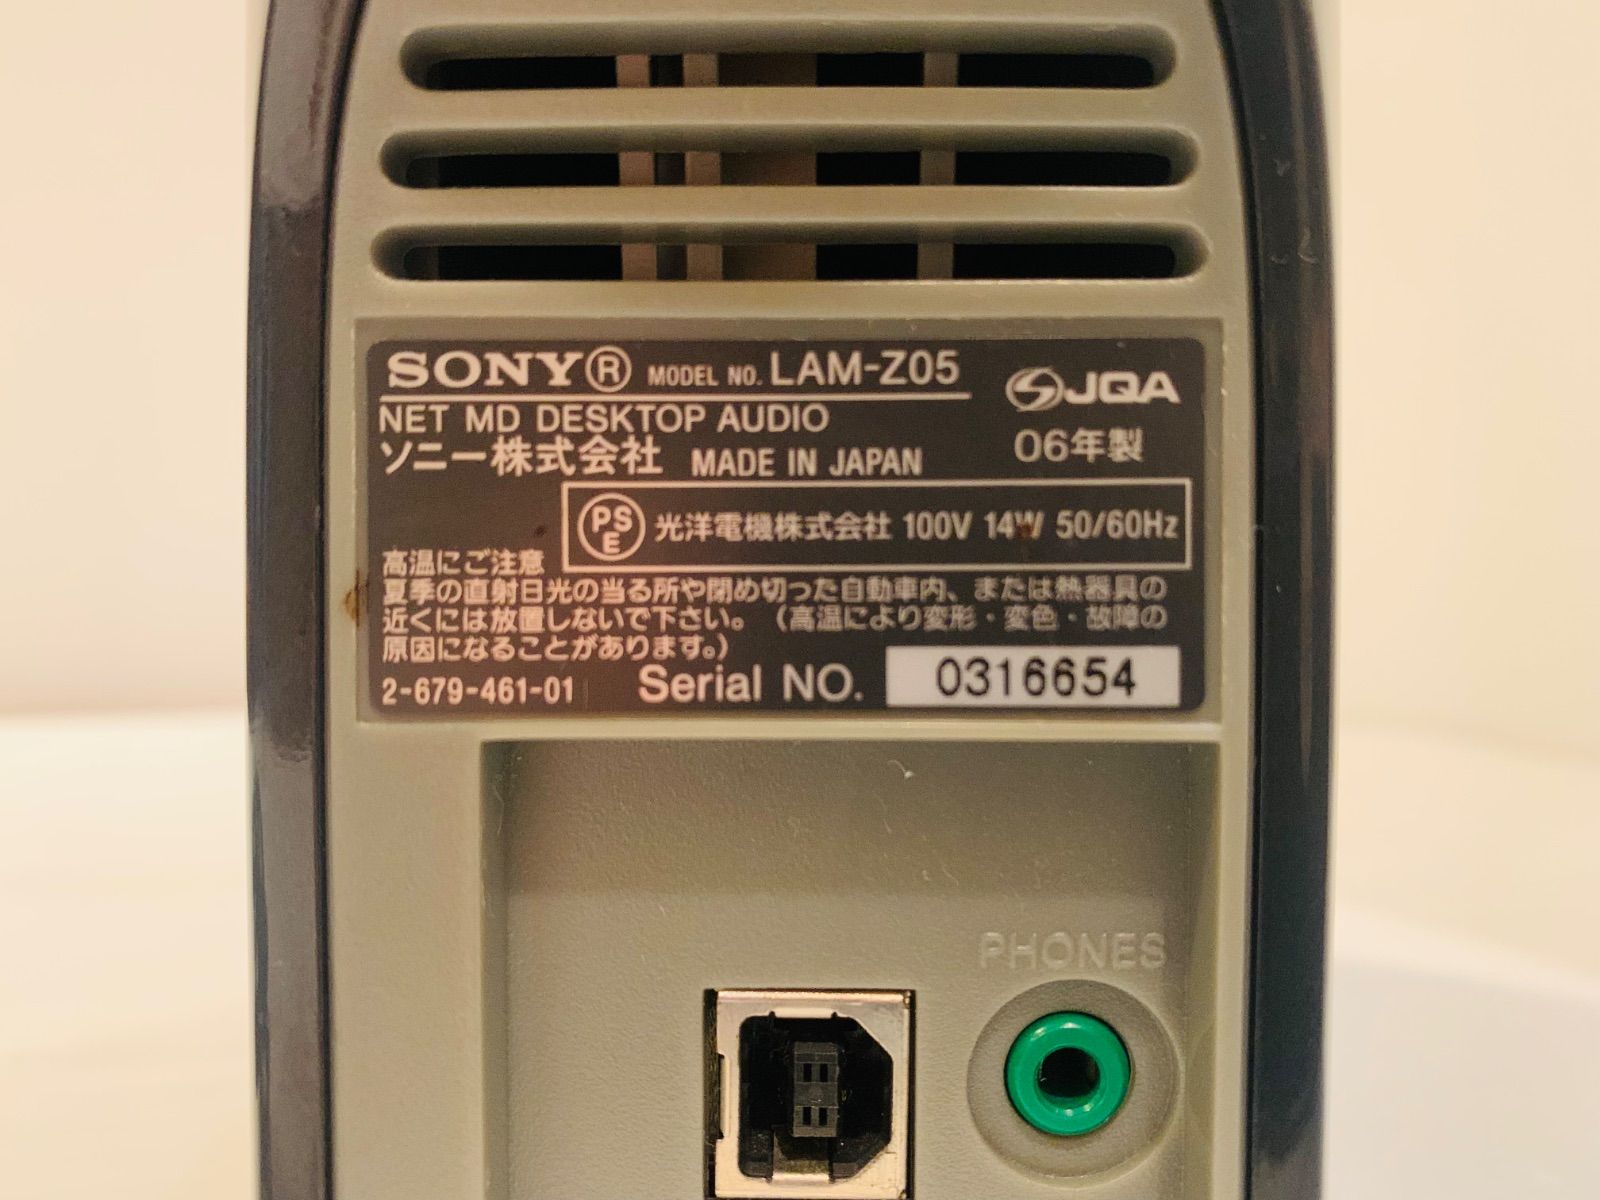 SONY® MODEL NO. LAM-Z05
JQA
NET MD DESKTOP AUDIO
ソニー株式会社 MADE IN JAPAN
06年製
PSE 光洋電機株式会社 100V 14W 50/60Hz
高温にご注意
夏季の直射日光の当る所や閉め切った自動車内、または熱器具の
近くには放置しないで下さい。（高温により変形・変色・故障の
原因になることがあります。）
2-679-461-01 Serial NO. 0316654
PHONES